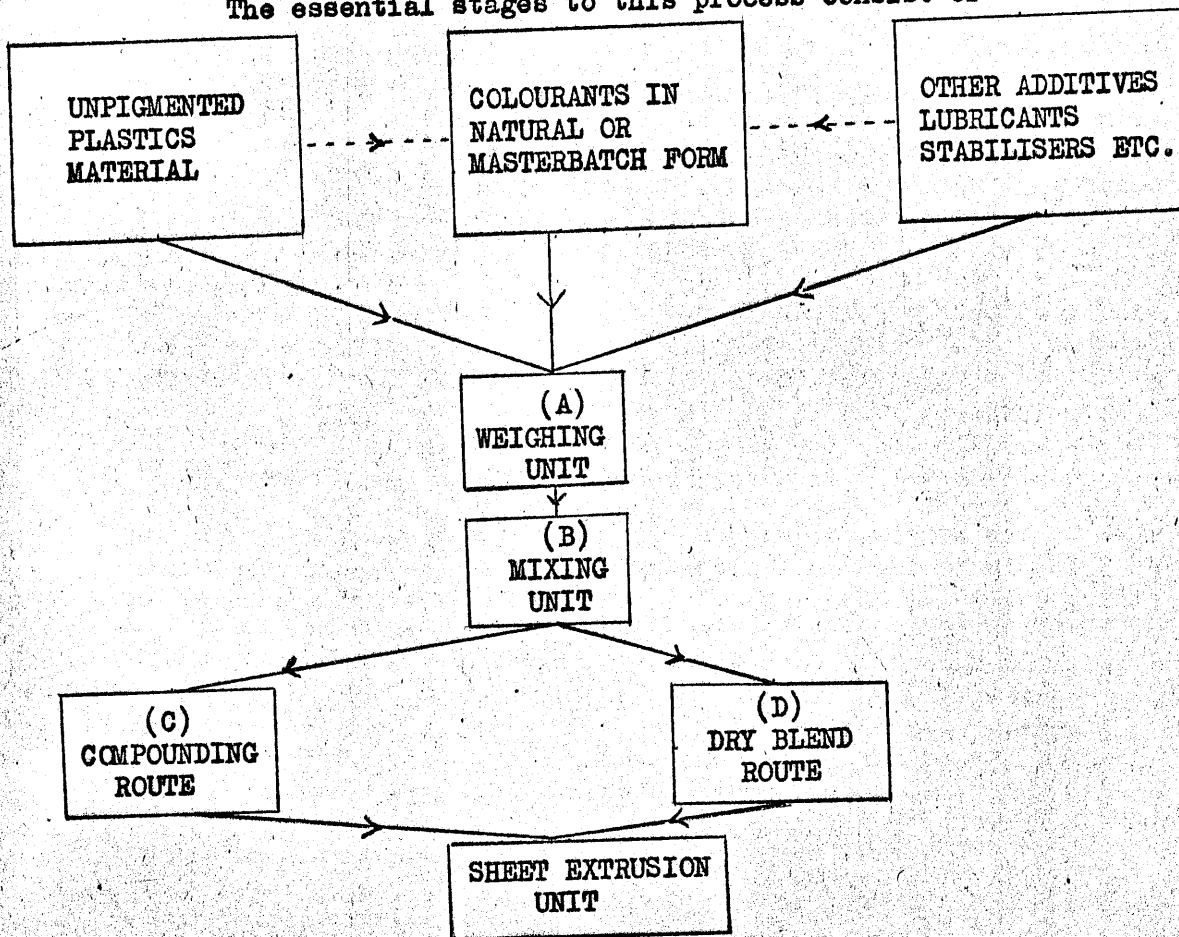 The essential stages to this process consist of
UNPIGMENTED
PLASTICS
MATERIAL
COLOURANTS IN
NATURAL OR
MASTERBATCH FORM
OTHER ADDITIVES
LUBRICANTS
STABILISERS ETC.
(A)
WEIGHING
UNIT
(B)
MIXING
UNIT
(C)
COMPOUNDING
ROUTE
(D)
DRY BLEND
ROUTE
SHEET EXTRUSION
UNIT